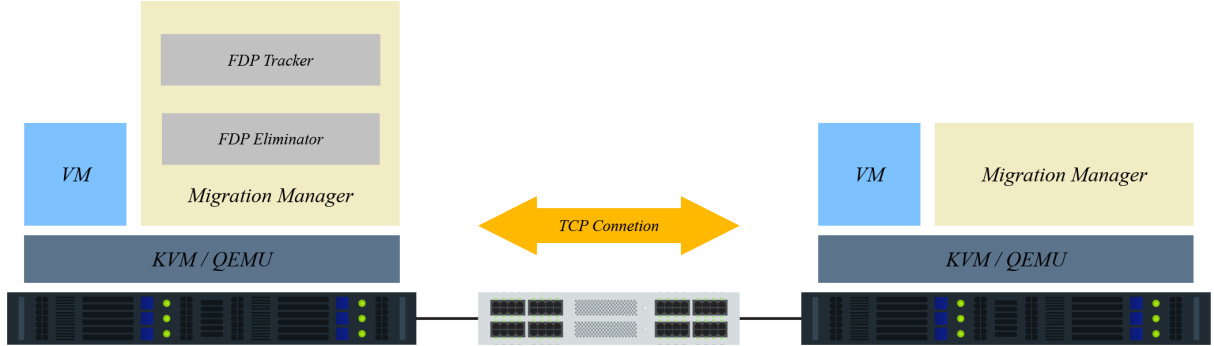 FDP Tracker
FDP Eliminator
VM
Migration Manager
KVM / QEMU
TCP Connetion
VM
Migration Manager
KVM / QEMU